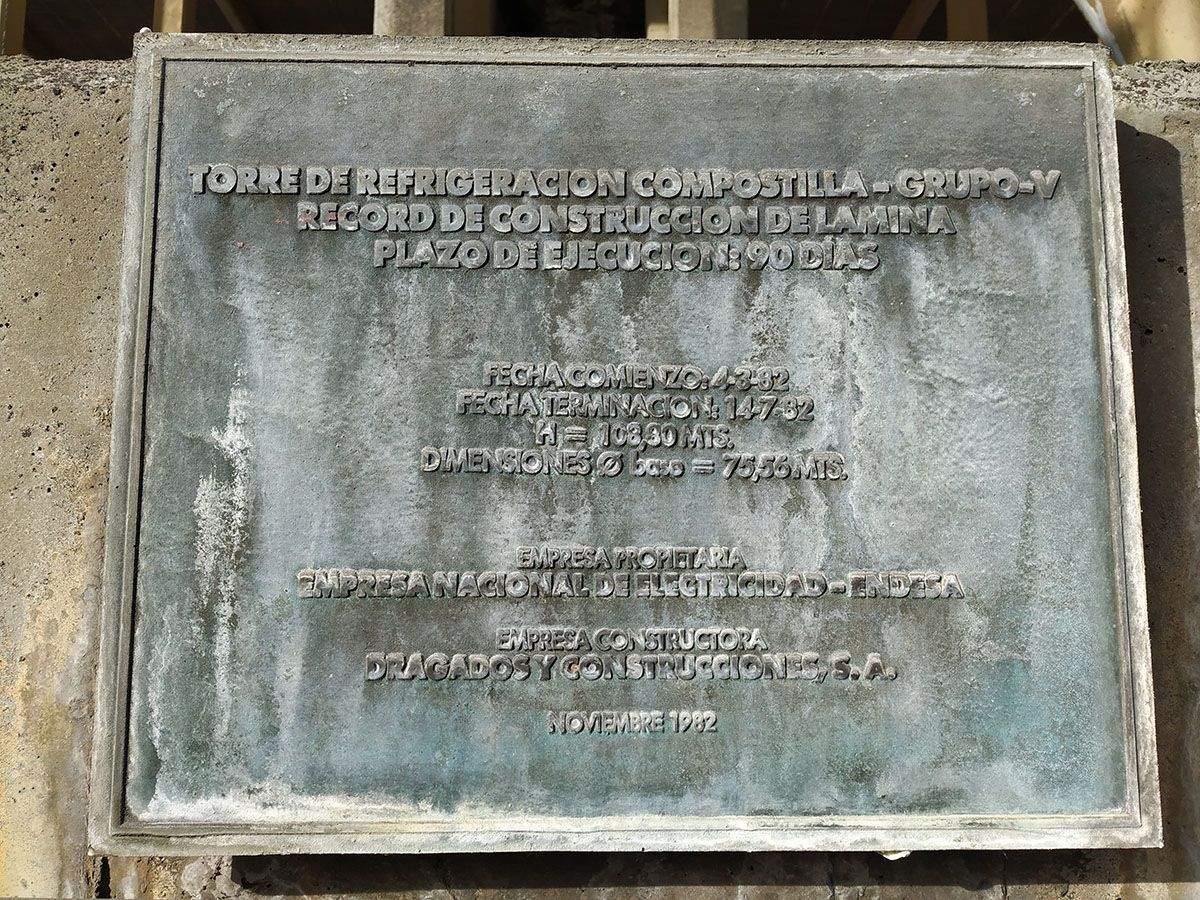 TORRE DE REFRIGERACION COMPOSTILLA - GRUPO-V
RECORD DE CONSTRUCCION DE LAMINA
PLAZO DE EJECUCION: 90 DÍAS
FECHA COMIENZO: 4-3-82
FECHA TERMINACION: 14-7-82
H = 108,30 MTS.
DIMENSIONES Ø base = 75,56 MTS.
EMPRESA PROPIETARIA
EMPRESA NACIONAL DE ELECTRICIDAD - ENDESA
EMPRESA CONSTRUCTORA
DRAGADOS Y CONSTRUCCIONES, S. A.
NOVIEMBRE 1982